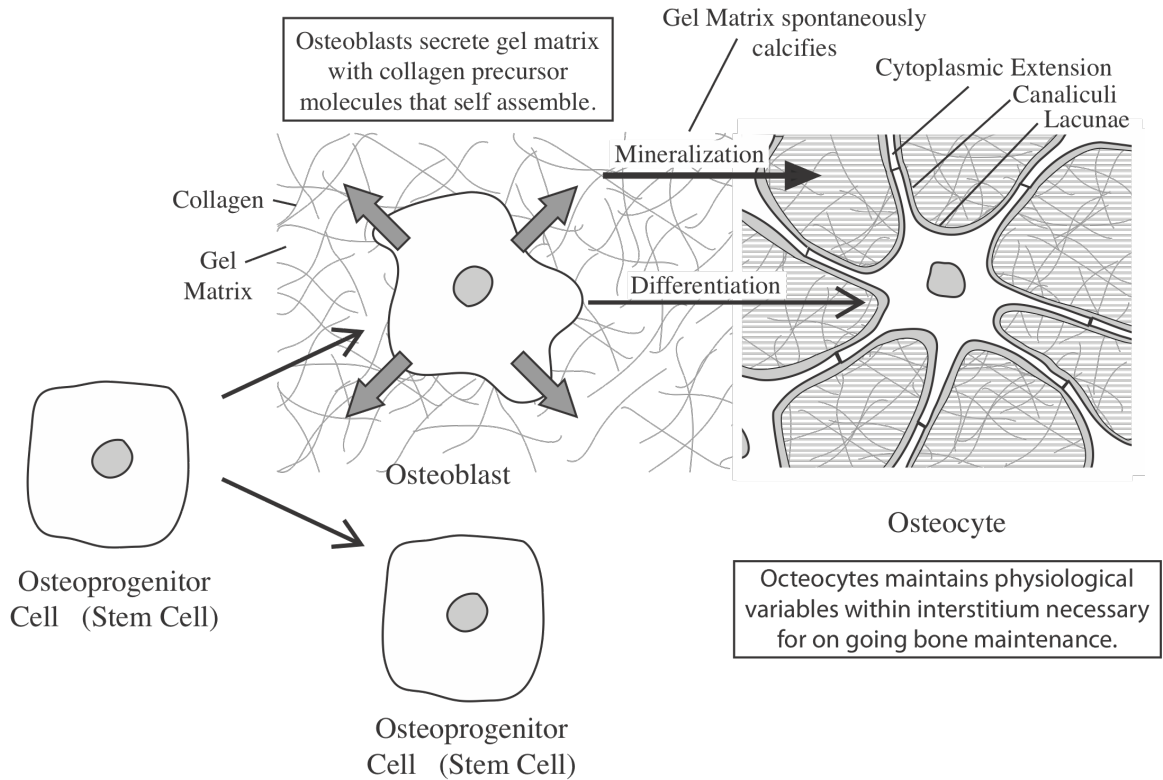 Osteoblasts secrete gel matrix
with collagen precursor
molecules that self assemble.
Gel Matrix spontaneously
calcifies
Cytoplasmic Extension
Canaliculi
Lacunae
Mineralization
Collagen
Gel
Matrix
Differentiation
Osteoblast
Osteocyte
Osteoprogenitor
Cell (Stem Cell)
Octeocytes maintains physiological
variables within interstitium necessary
for on going bone maintenance.
Osteoprogenitor
Cell (Stem Cell)